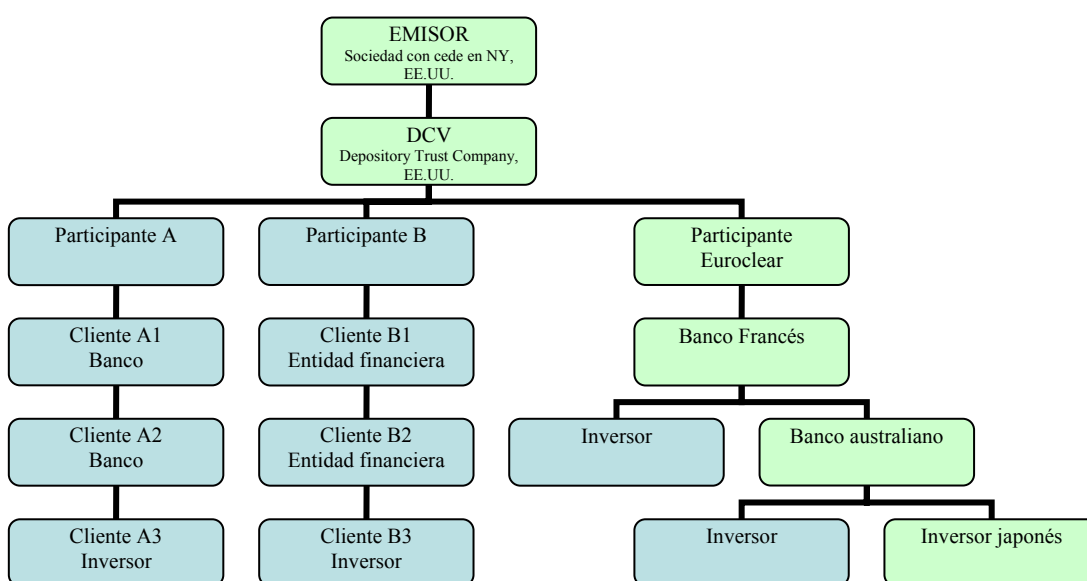 EMISOR
Sociedad con cede en NY,
EE.UU.
DCV
Depository Trust Company,
EE.UU.
Participante A
Participante B
Participante
Euroclear
Cliente A1
Banco
Cliente B1
Entidad financiera
Banco Francés
Cliente A2
Banco
Cliente B2
Entidad financiera
Inversor
Banco australiano
Cliente A3
Inversor
Cliente B3
Inversor
Inversor
Inversor japonés